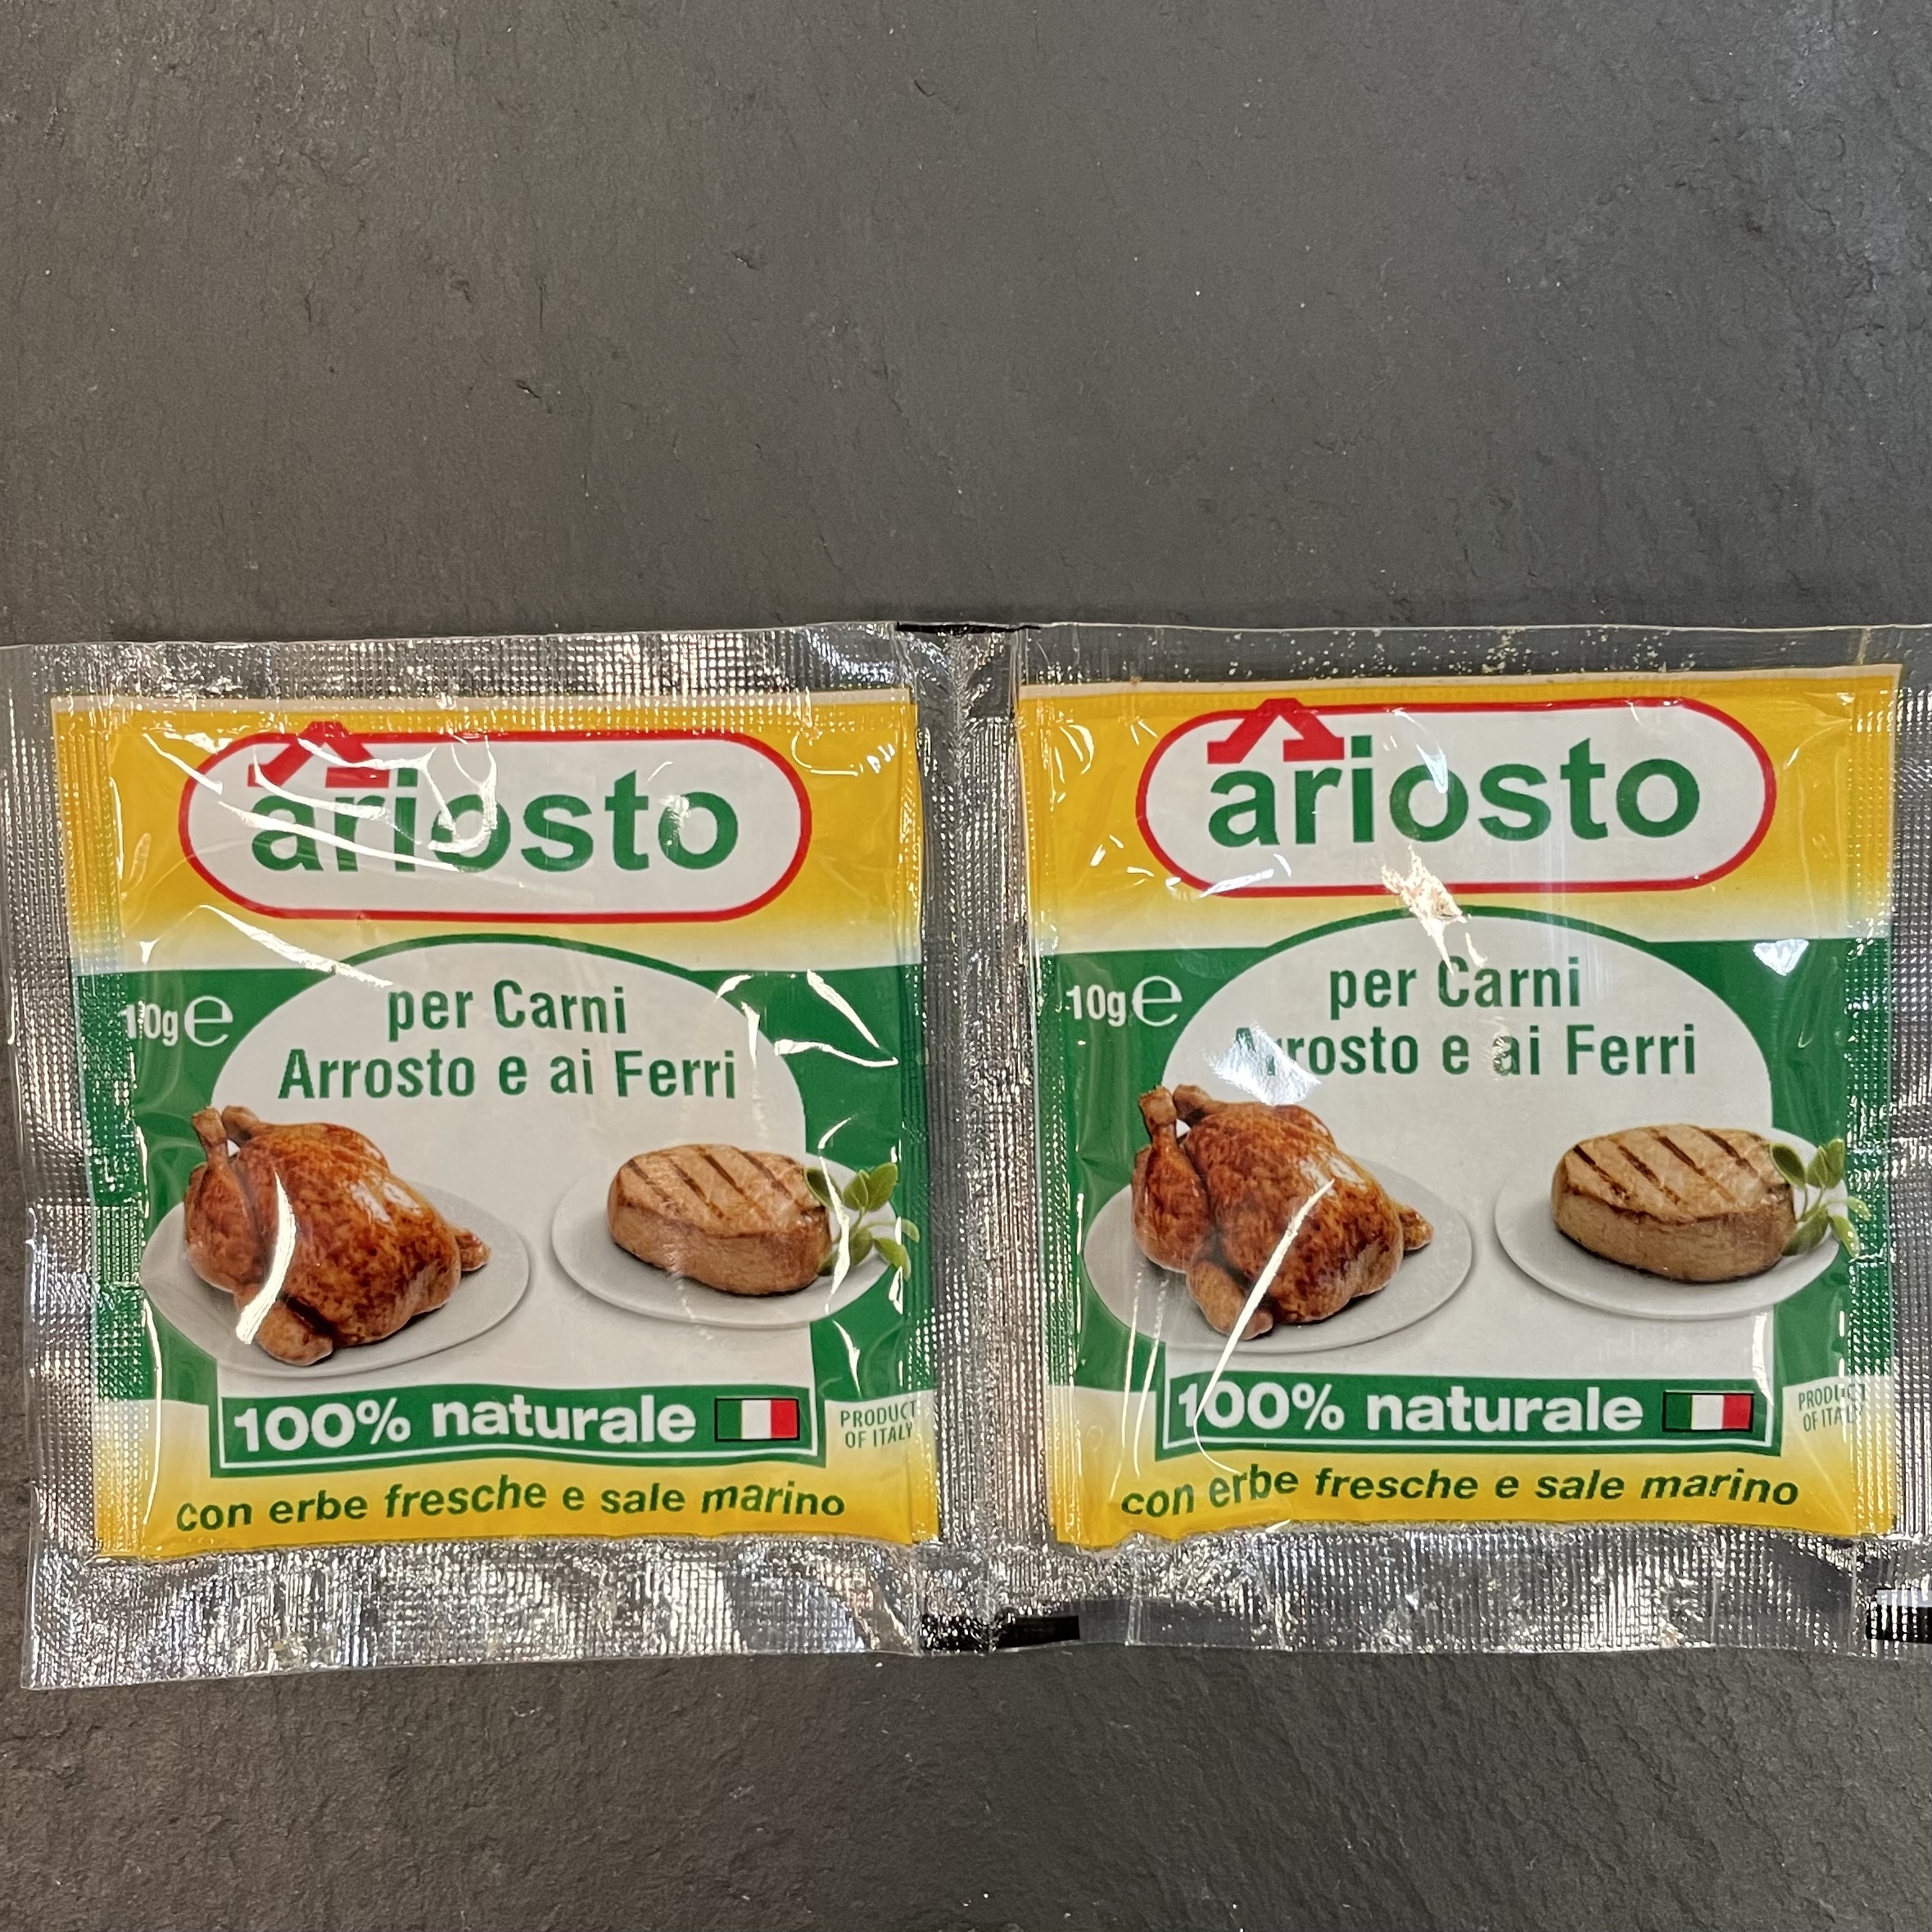 ariosto
10g e
per Carni
Arrosto e ai Ferri
100% naturale
PRODUCT
OF ITALY
con erbe fresche e sale marino
ariosto
10g e
per Carni
Arrosto e ai Ferri
100% naturale
PRODUCT
OF ITALY
con erbe fresche e sale marino